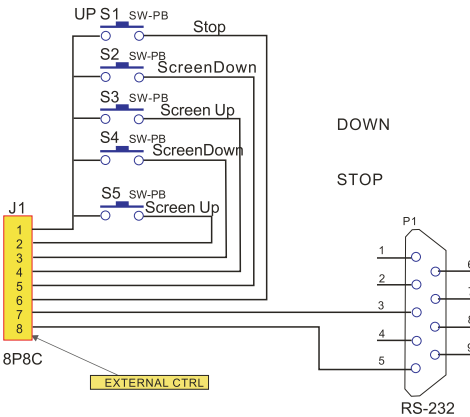 UP S1 SW-PB
Stop
S2 SW-PB
ScreenDown
S3 SW-PB
Screen Up
DOWN
S4 SW-PB
ScreenDown
STOP
S5 SW-PB
Screen Up
J1
P1
1
2
3
4
5
6
7
8
1
2
3
4
5
6
7
8
9
8P8C
EXTERNAL CTRL
RS-232